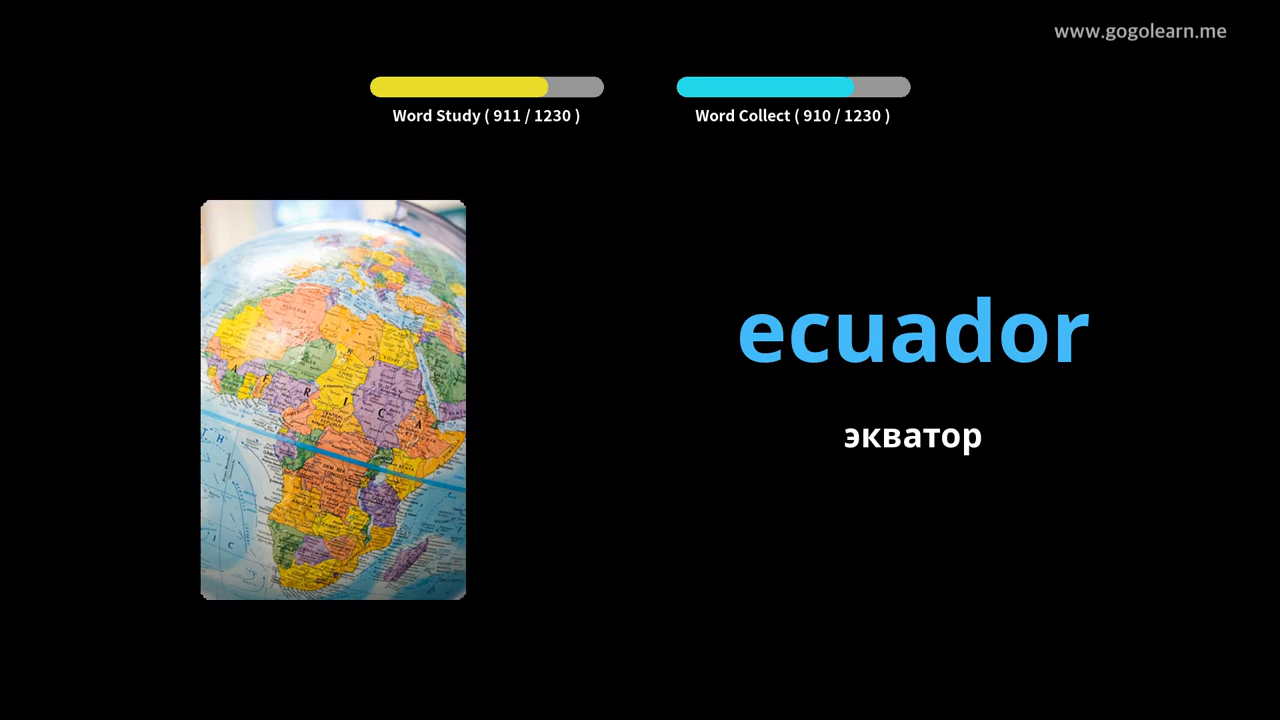 www.gogolearn.me
Word Study ( 911 / 1230 )
Word Collect ( 910 / 1230 )
ecuador
экватор
A F R I C A